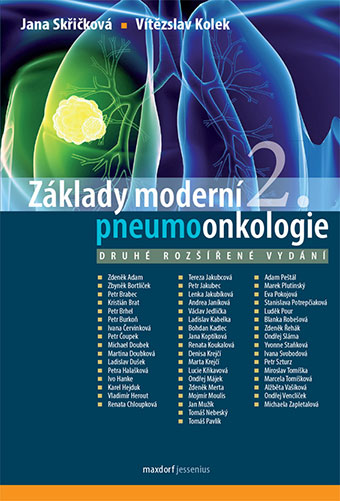 Jana Skřičková ■ Vítězslav Kolek
Základy moderní 2.
pneumoonkologie
DRUHÉ ROZŠÍŘENÉ VYDÁNÍ
Zdeněk Adam
Zbyněk Bortlíček
Petr Brabec
Kristián Brat
Petr Brhel
Petr Burkoň
Ivana Červinková
Petr Čoupek
Michael Doubek
Martina Doubková
Ladislav Dušek
Petra Halašková
Ivo Hanke
Karel Hejduk
Vladimír Herout
Renata Chloupková
Tereza Jakubcová
Petr Jakubec
Lenka Jakubíková
Andrea Janíková
Václav Jedlička
Ladislav Kabelka
Bohdan Kadlec
Jana Koptíková
Renata Koukalová
Denisa Krejčí
Marta Krejčí
Lucie Křikavová
Ondřej Májek
Zdeněk Merta
Mojmír Moulis
Jan Mužík
Tomáš Nebeský
Tomáš Pavlík
Adam Peštál
Marek Plutinský
Eva Pokojová
Stanislava Potrepčiaková
Luděk Pour
Blanka Robešová
Zdeněk Řehák
Ondřej Sláma
Yvonne Staňková
Ivana Svobodová
Petr Szturz
Miroslav Tomíška
Marcela Tomíšková
Alžběta Vašíková
Ondřej Venclíček
Michaela Zapletalová
maxdorf jessenius